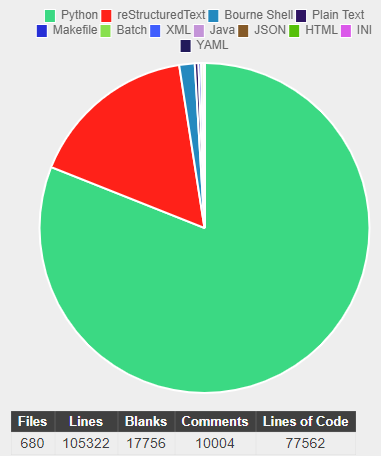 Python reStructuredText Bourne Shell Plain Text
Makefile Batch XML Java JSON HTML INI
YAML
Files Lines Blanks Comments Lines of Code
680 105322 17756 10004 77562